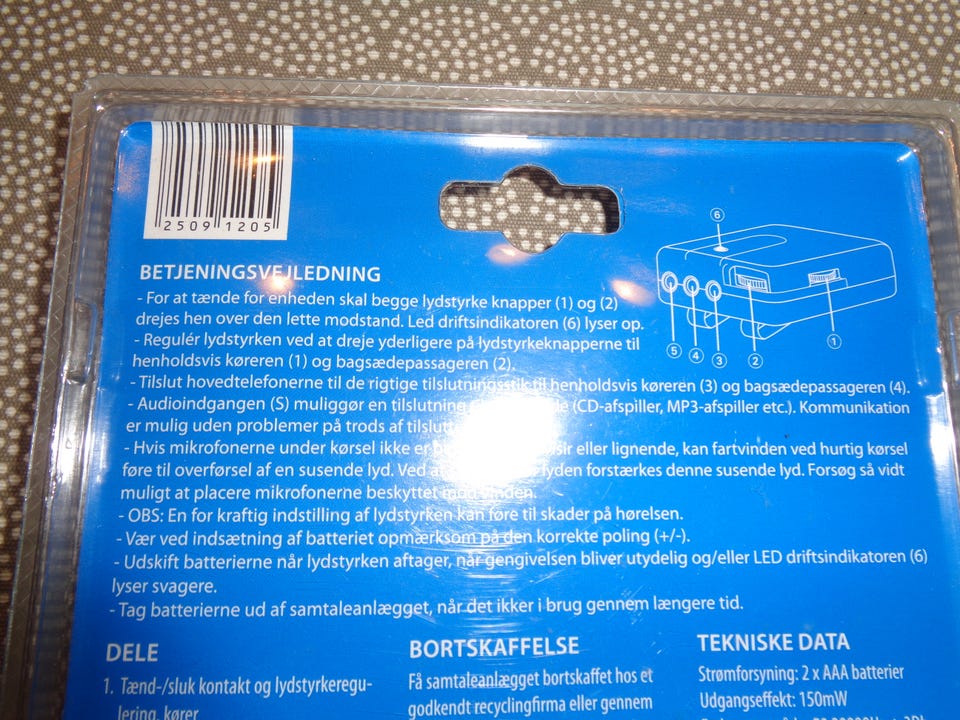 2509 1205
BETJENINGSVEJLEDNING
- For at tænde for enheden skal begge lydstyrke knapper (1) og (2)
drejes hen over den lette modstand. Led driftsindikatoren (6) lyser op.
- Regulér lydstyrken ved at dreje yderligere på lydstyrkeknapperne til
henholdsvis køreren (1) og bagsædepassageren (2).
- Tilslut hovedtelefonerne til de rigtige tilslutningsstik til henholdsvis køreren (3) og bagsædepassageren (4).
- Audioindgangen (S) muliggør en tilslutning (CD-afspiller, MP3-afspiller etc.). Kommunikation
er mulig uden problemer på trods af
- Hvis mikrofonerne under kørsel ikke er eller lignende, kan fartvinden ved hurtig kørsel
føre til overførsel af en susende lyd. Ved lyden forstærkes denne susende lyd. Forsøg så vidt
muligt at placere mikrofonerne beskyttet mod vinden.
- OBS: En for kraftig indstilling af lydstyrken kan føre til skader på hørelsen.
- Vær ved indsætning af batteriet opmærksom på den korrekte poling (+/-).
- Udskift batterierne når lydstyrken aftager, når gengivelsen bliver utydelig og/eller LED driftsindikatoren (6)
lyser svagere.
- Tag batterierne ud af samtaleanlægget, når det ikker i brug gennem længere tid.
6
5 4 3 2 1
DELE
1. Tænd-/sluk kontakt og lydstyrkeregu-
lering, kører
BORTSKAFFELSE
Få samtaleanlægget bortskaffet hos et
godkendt recyclingfirma eller gennem
TEKNISKE DATA
Strømforsyning: 2 x AAA batterier
Udgangseffekt: 150mW